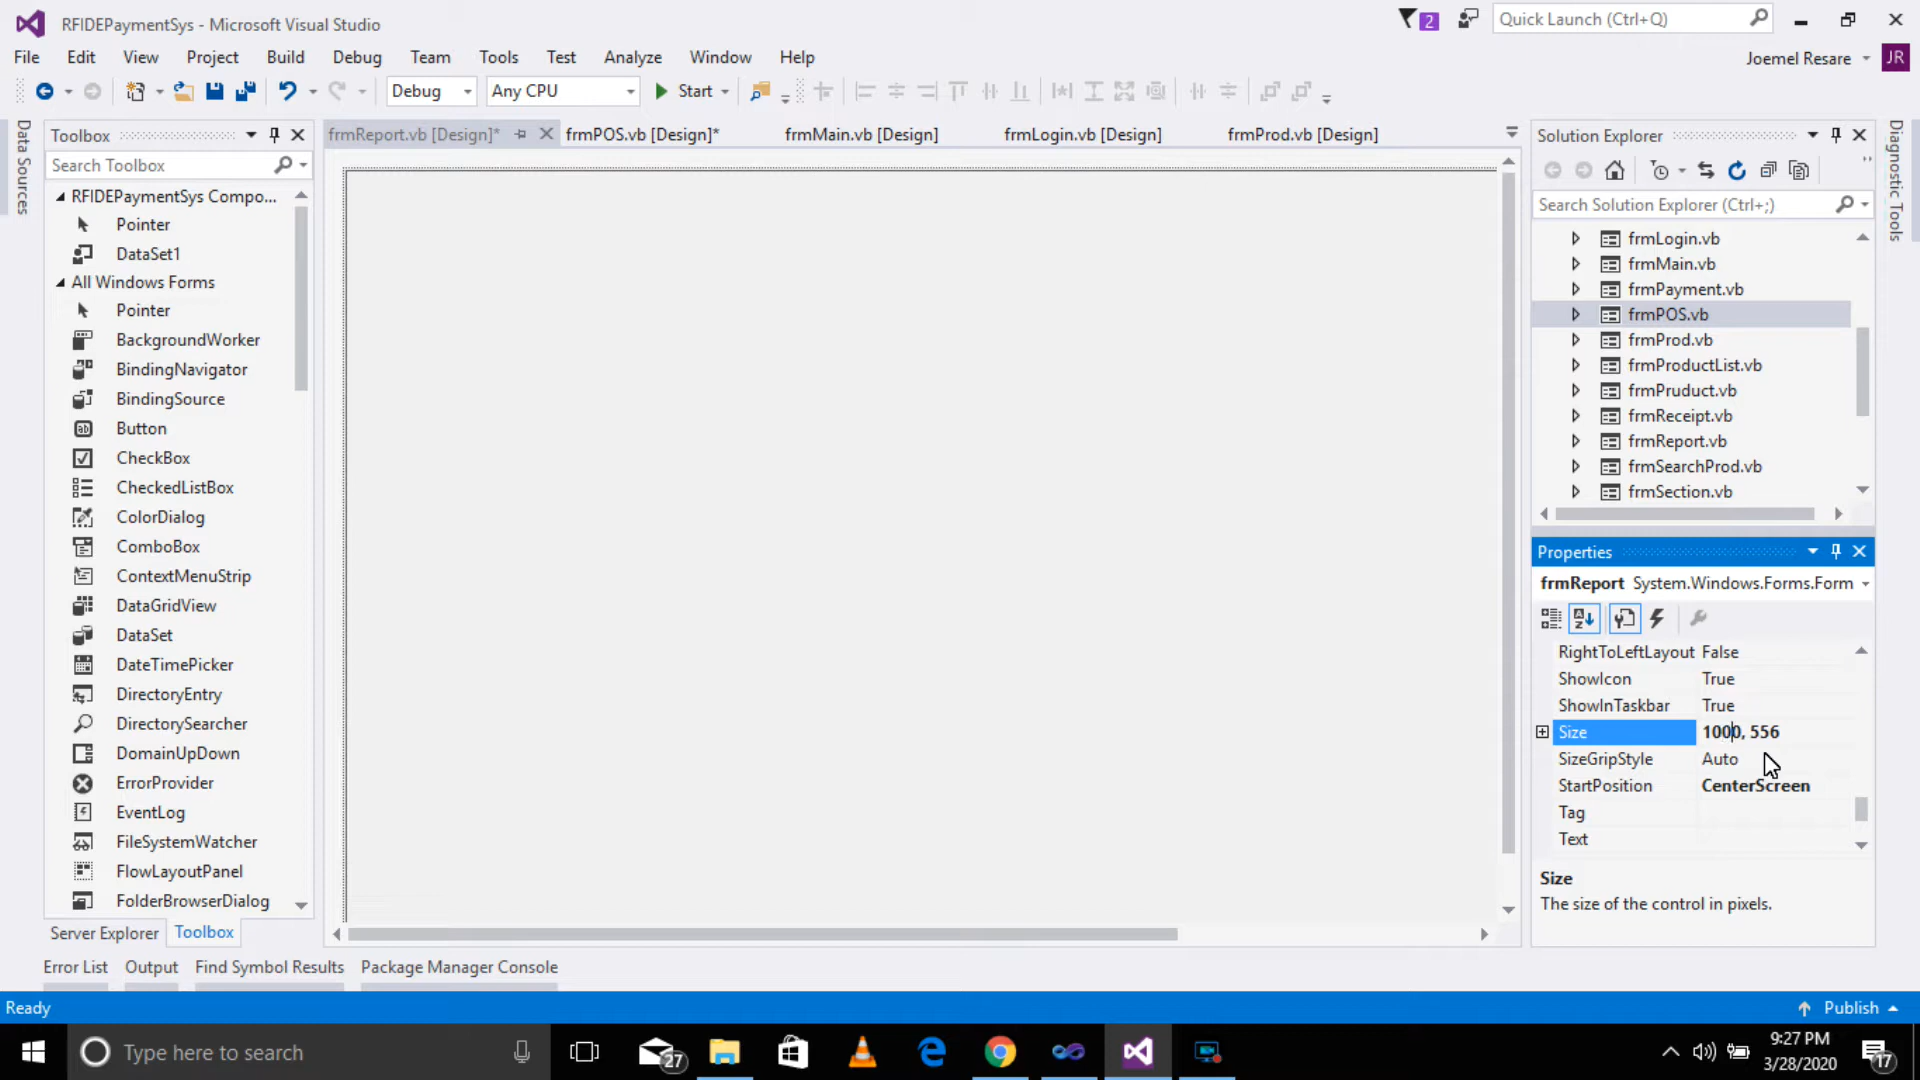 RFIDEPaymentSys - Microsoft Visual Studio
2
Quick Launch (Ctrl+Q)
File Edit View Project Build Debug Team Tools Test Analyze Window Help
Joemel Resare JR
Debug Any CPU Start
Data Sources
Toolbox
Search Toolbox
RFIDEPaymentSys Compo...
Pointer
DataSet1
All Windows Forms
Pointer
BackgroundWorker
BindingNavigator
BindingSource
Button
CheckBox
CheckedListBox
ColorDialog
ComboBox
ContextMenuStrip
DataGridView
DataSet
DateTimePicker
DirectoryEntry
DirectorySearcher
DomainUpDown
ErrorProvider
EventLog
FileSystemWatcher
FlowLayoutPanel
FolderBrowserDialog
Server Explorer Toolbox
frmReport.vb [Design]* frmPOS.vb [Design]* frmMain.vb [Design] frmLogin.vb [Design] frmProd.vb [Design]
Solution Explorer
Search Solution Explorer (Ctrl+;)
frmLogin.vb
frmMain.vb
frmPayment.vb
frmPOS.vb
frmProd.vb
frmProductList.vb
frmPruduct.vb
frmReceipt.vb
frmReport.vb
frmSearchProd.vb
frmSection.vb
Diagnostic Tools
Properties
frmReport System.Windows.Forms.Form
RightToLeftLayout False
ShowIcon True
ShowInTaskbar True
Size 1000, 556
SizeGripStyle Auto
StartPosition CenterScreen
Tag
Text
Size
The size of the control in pixels.
Error List Output Find Symbol Results Package Manager Console
Ready
Publish
Type here to search
27
9:27 PM
3/28/2020
17